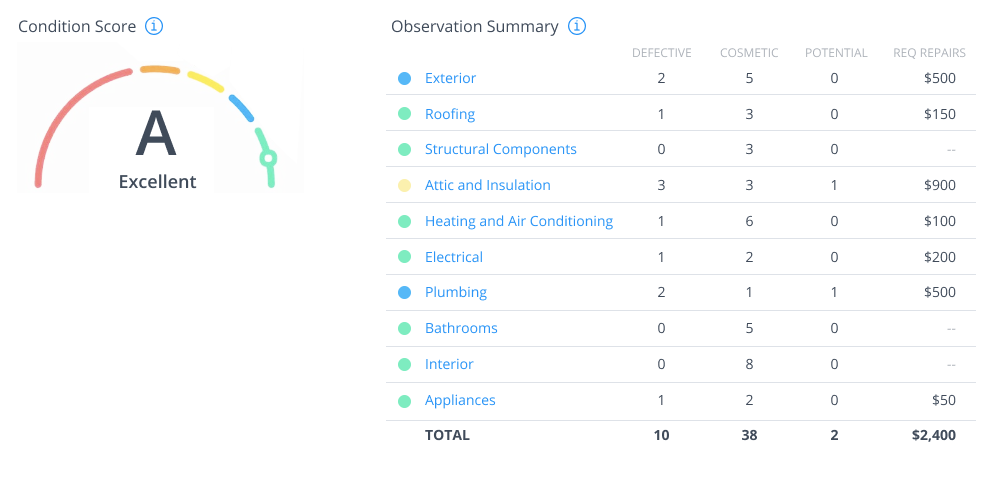 Condition Score
A
Excellent
Observation Summary
DEFECTIVE COSMETIC POTENTIAL REQ REPAIRS
Exterior 2 5 0 $500
Roofing 1 3 0 $150
Structural Components 0 3 0 --
Attic and Insulation 3 3 1 $900
Heating and Air Conditioning 1 6 0 $100
Electrical 1 2 0 $200
Plumbing 2 1 1 $500
Bathrooms 0 5 0 --
Interior 0 8 0 --
Appliances 1 2 0 $50
TOTAL 10 38 2 $2,400